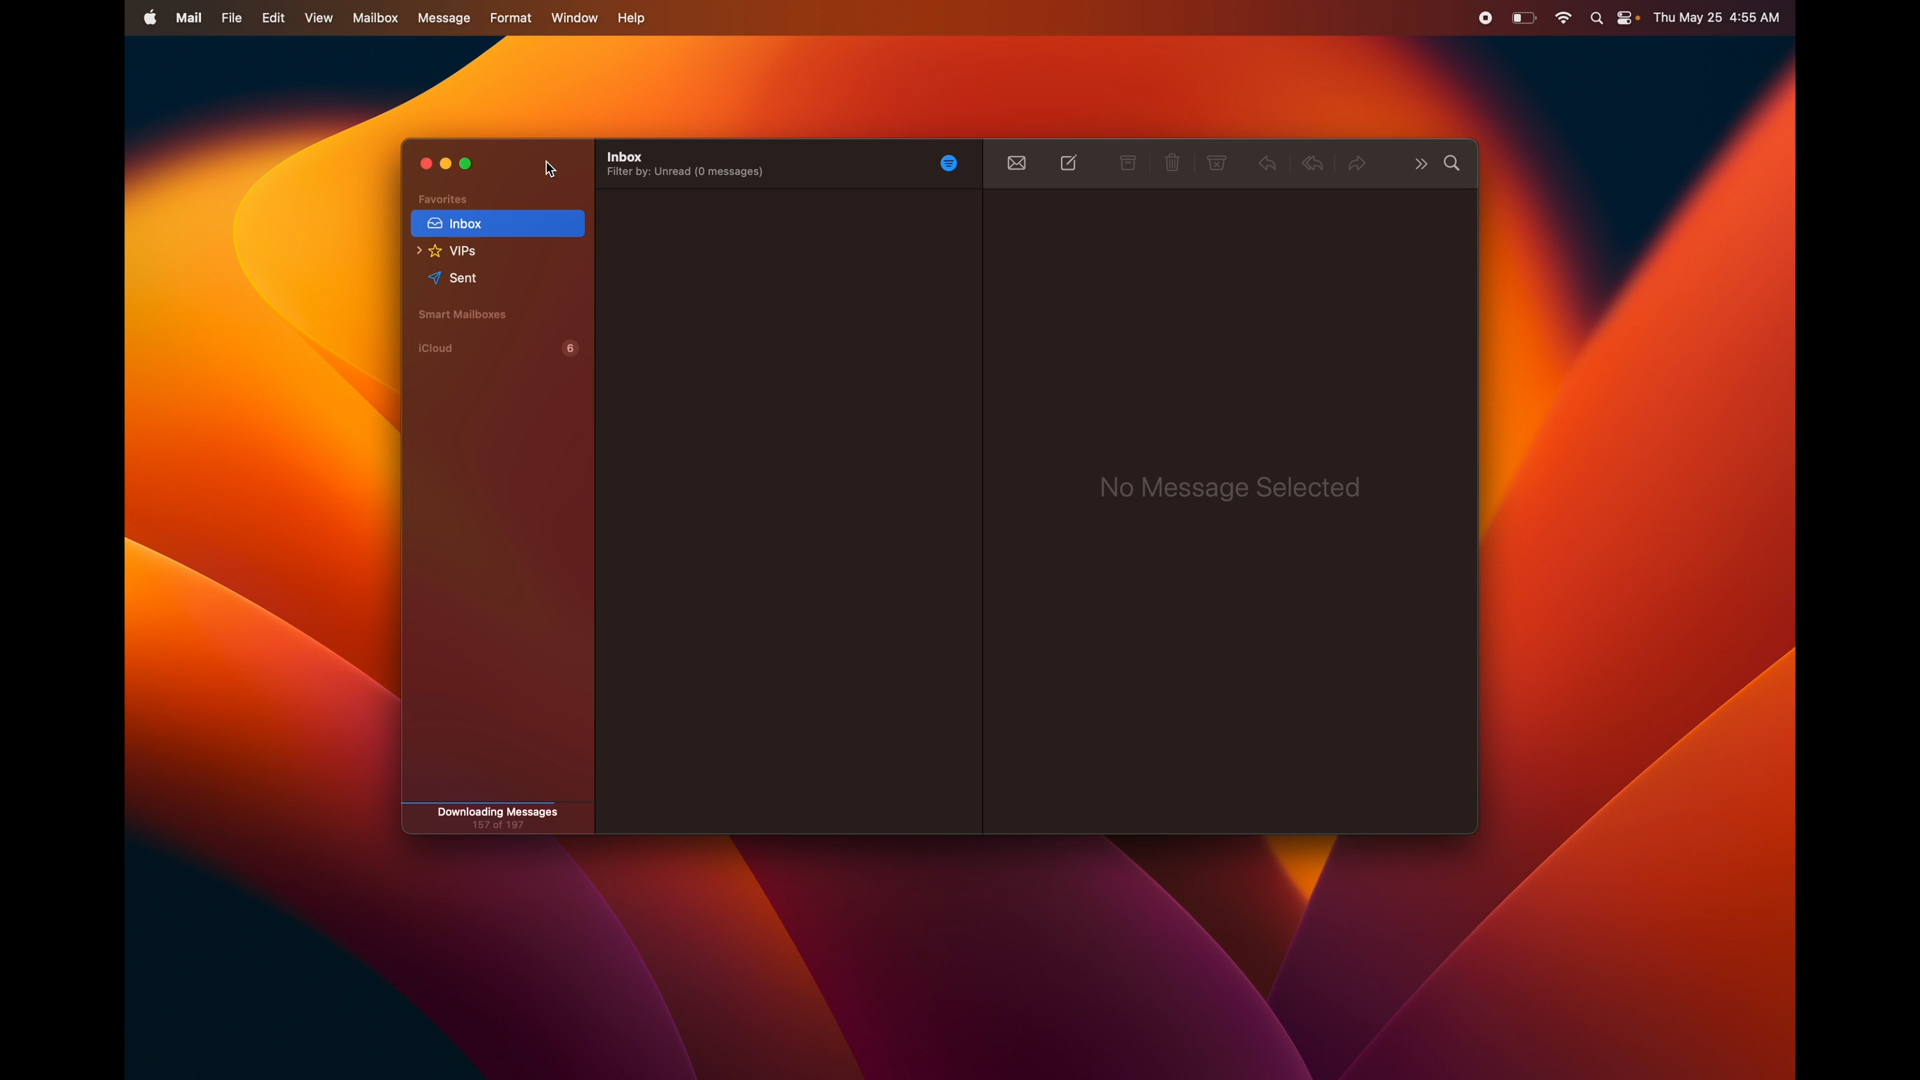 Mail File Edit View Mailbox Message Format Window Help Thu May 25 4:55 AM
Favorites
Inbox
VIPs
Sent
Smart Mailboxes
iCloud 6
Downloading Messages
157 of 197
Inbox
Filter by: Unread (0 messages)
No Message Selected